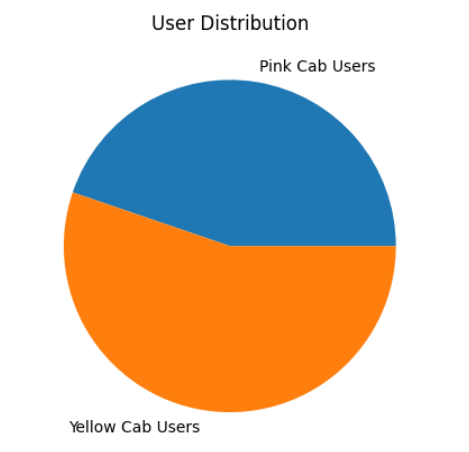 User Distribution
Pink Cab Users
Yellow Cab Users